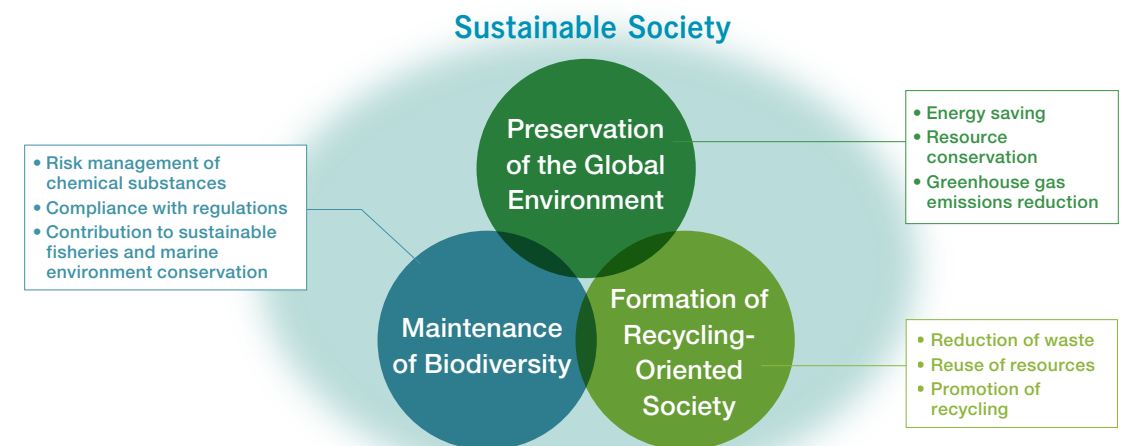 Sustainable Society
Preservation
of the Global
Environment
• Energy saving
• Resource
conservation
• Greenhouse gas
emissions reduction
• Risk management of
chemical substances
• Compliance with regulations
• Contribution to sustainable
fisheries and marine
environment conservation
Maintenance
of Biodiversity
Formation of
Recycling-
Oriented
Society
• Reduction of waste
• Reuse of resources
• Promotion of
recycling